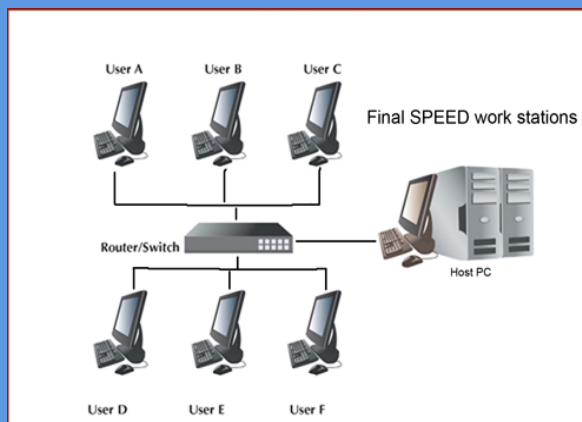 User A
User B
User C
Final SPEED work stations
Router/Switch
Host PC
User D
User E
User F